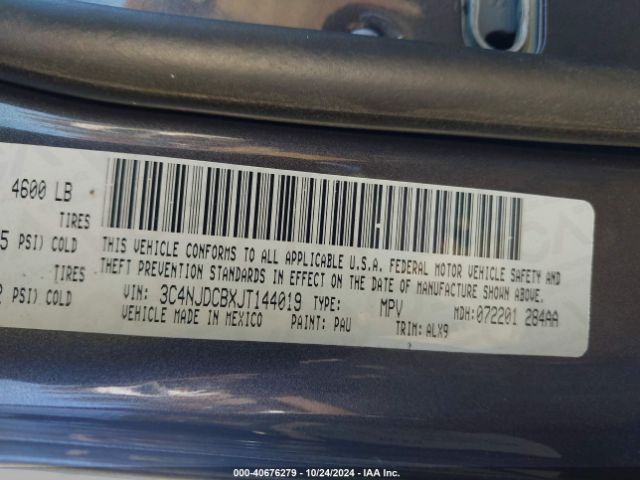 4600 LB
TIRES
5 PSI) COLD
TIRES
PSI) COLD
THIS VEHICLE CONFORMS TO ALL APPLICABLE U.S.A. FEDERAL MOTOR VEHICLE SAFETY AND
THEFT PREVENTION STANDARDS IN EFFECT ON THE DATE OF MANUFACTURE SHOWN ABOVE.
VIN: 3C4NJDCBXJT144019 TYPE: MPV MDH: 072201 284AA
VEHICLE MADE IN MEXICO PAINT: PAU TRIM: ALX9
000-40676279 - 10/24/2024 - IAA Inc.